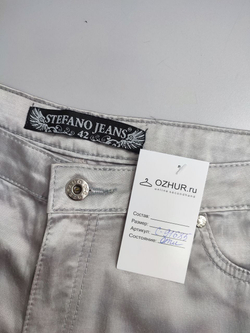 STEFANO JEANS
42
OZHUR.ru
Состав:
Размер:
Артикул:
Состояние: